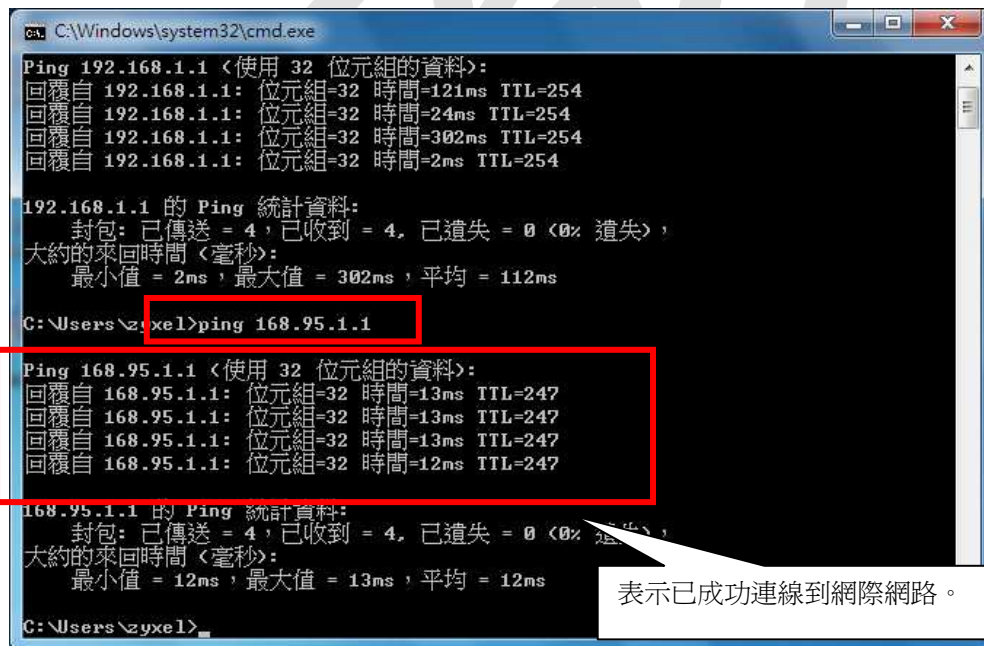 C:\Windows\system32\cmd.exe
Ping 192.168.1.1 (使用 32 位元組的資料):
回覆自 192.168.1.1: 位元組=32 時間=121ms TTL=254
回覆自 192.168.1.1: 位元組=32 時間=24ms TTL=254
回覆自 192.168.1.1: 位元組=32 時間=302ms TTL=254
回覆自 192.168.1.1: 位元組=32 時間=2ms TTL=254
192.168.1.1 的 Ping 統計資料:
封包: 已傳送 = 4，已收到 = 4, 已遺失 = 0 (0% 遺失)，
大約的來回時間 (毫秒):
最小值 = 2ms，最大值 = 302ms，平均 = 112ms
C:\Users\zyxel>ping 168.95.1.1
Ping 168.95.1.1 (使用 32 位元組的資料):
回覆自 168.95.1.1: 位元組=32 時間=13ms TTL=247
回覆自 168.95.1.1: 位元組=32 時間=13ms TTL=247
回覆自 168.95.1.1: 位元組=32 時間=13ms TTL=247
回覆自 168.95.1.1: 位元組=32 時間=12ms TTL=247
168.95.1.1 的 Ping 統計資料:
封包: 已傳送 = 4，已收到 = 4, 已遺失 = 0 (0% 遺失)，
大約的來回時間 (毫秒):
最小值 = 12ms，最大值 = 13ms，平均 = 12ms
表示已成功連線到網際網路。
C:\Users\zyxel>_